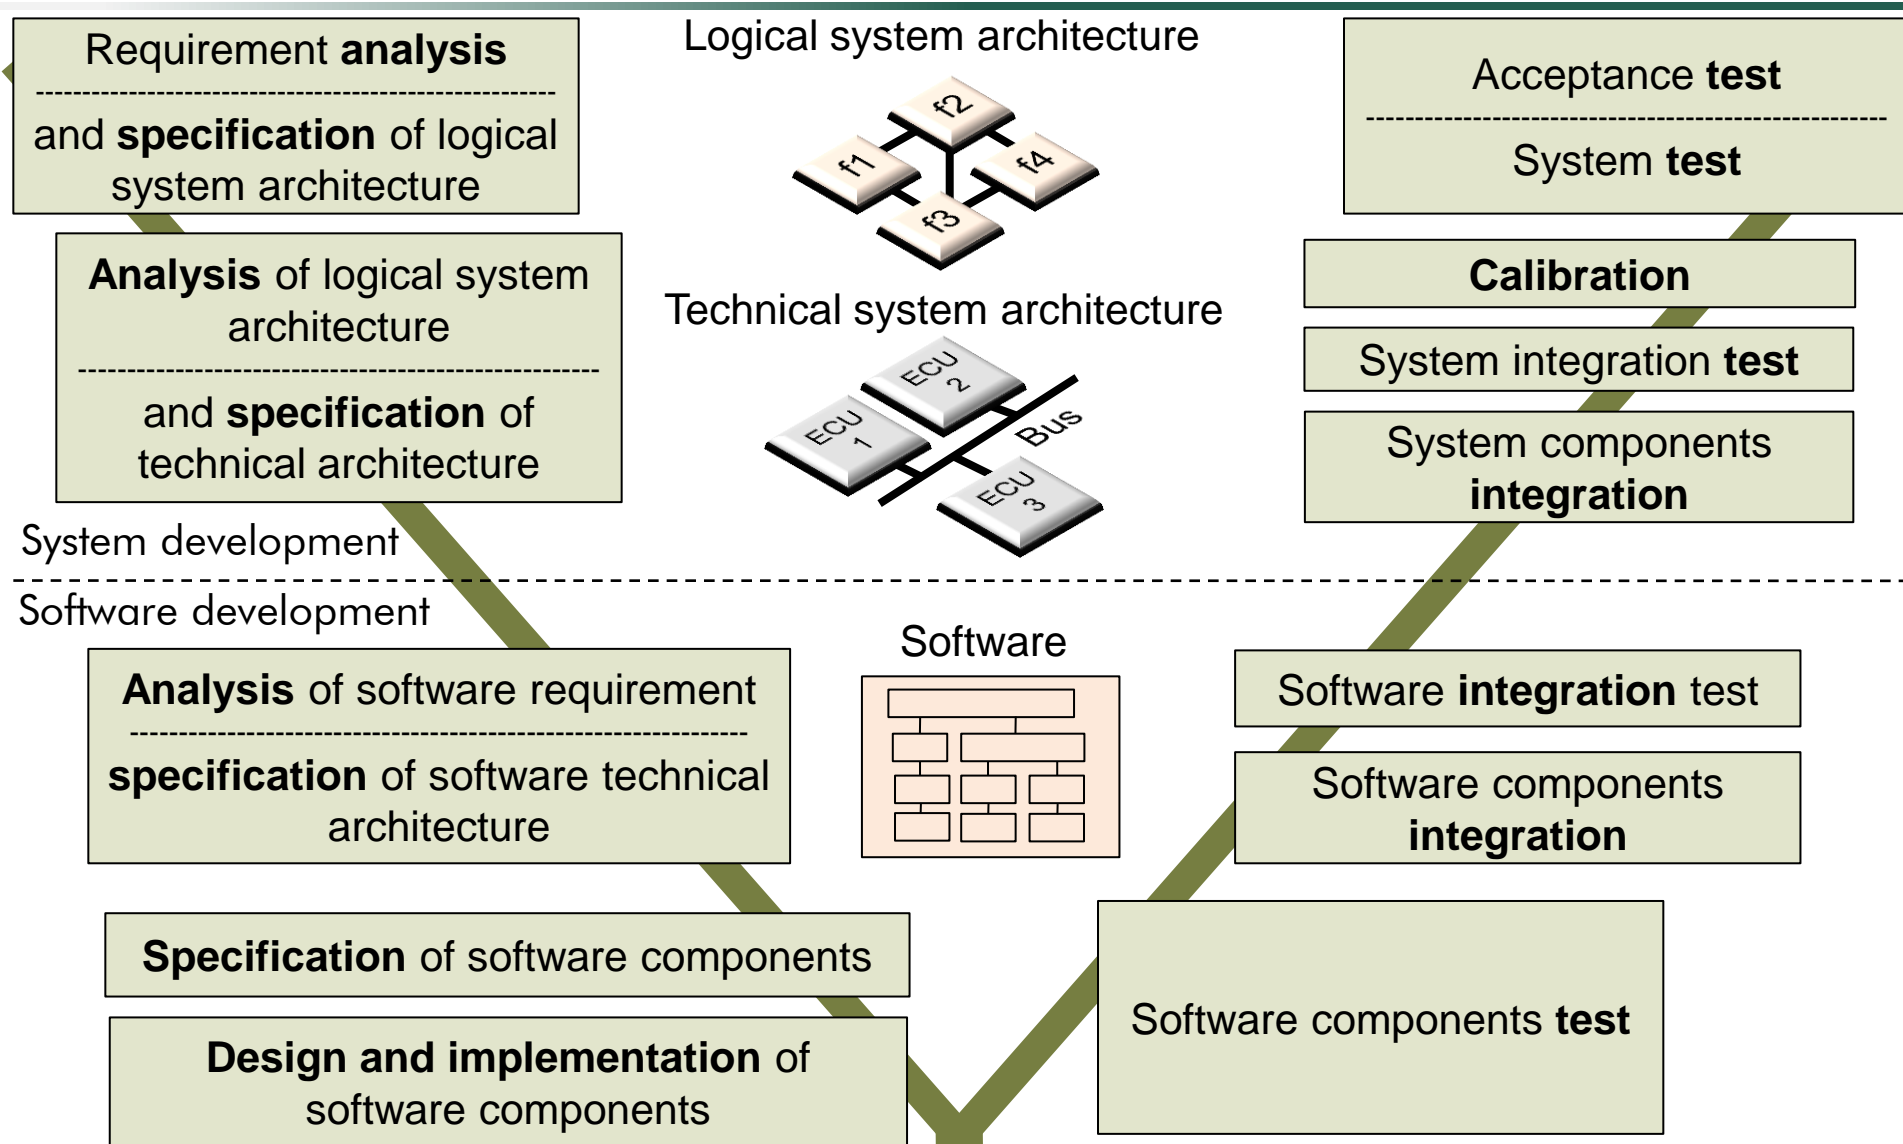 Requirement analysis
and specification of logical
system architecture
Analysis of logical system
architecture
and specification of
technical architecture
System development
Software development
Analysis of software requirement
specification of software technical
architecture
Specification of software components
Design and implementation of
software components
Logical system architecture
f2
f1
f4
f3
Technical system architecture
ECU
2
ECU
1
Bus
ECU
3
Software
Acceptance test
System test
Calibration
System integration test
System components
integration
Software integration test
Software components
integration
Software components test